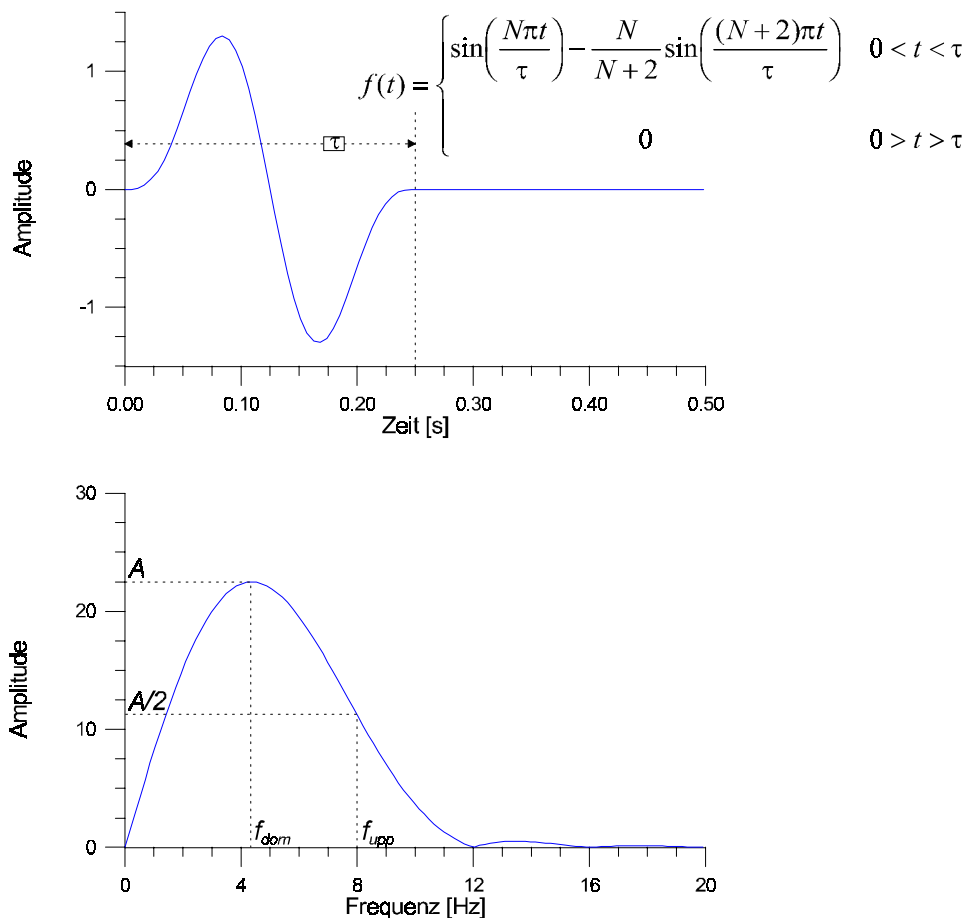 f(t) = { sin(Nπt/τ) − N/(N+2) sin((N+2)πt/τ) 0 < t < τ
0 0 > t > τ
1
0
-1
Amplitude
τ
0.00 0.10 0.20 0.30 0.40 0.50
Zeit [s]
30
20
10
0
Amplitude
A
A/2
f_dom f_upp
0 4 8 12 16 20
Frequenz [Hz]